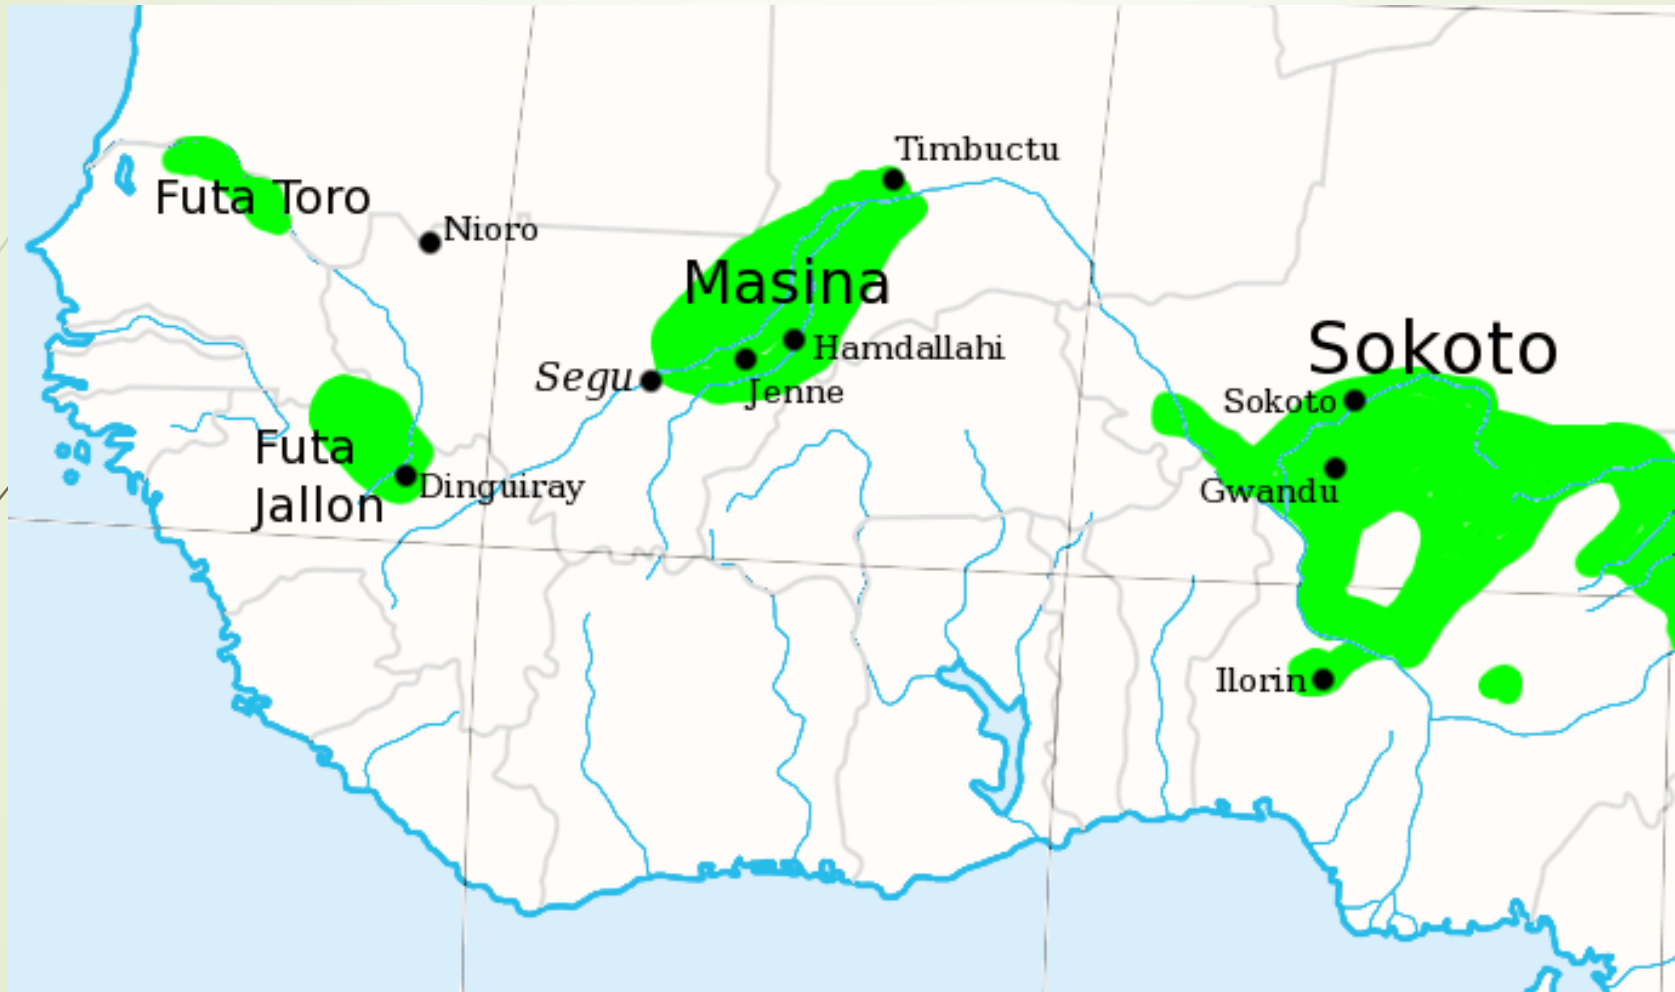 Timbuctu
Futa Toro
Nioro
Masina
Hamdallahi
Segu
Jenne
Sokoto
Sokoto
Futa
Jallon
Dinguiray
Gwandu
Ilorin